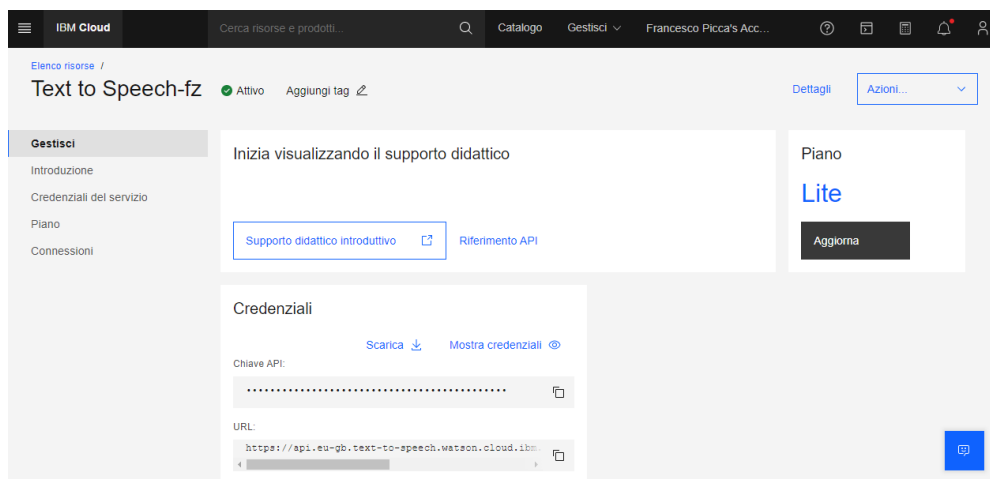 IBM Cloud
Cerca risorse e prodotti...
Catalogo
Gestisci
Francesco Picca's Acc...
Elenco risorse /
Text to Speech-fz
Attivo
Aggiungi tag
Dettagli
Azioni...
Gestisci
Introduzione
Credenziali del servizio
Piano
Connessioni
Inizia visualizzando il supporto didattico
Supporto didattico introduttivo
Riferimento API
Piano
Lite
Aggiorna
Credenziali
Scarica
Mostra credenziali
Chiave API:
URL:
https://api.eu-gb.text-to-speech.watson.cloud.ibm.